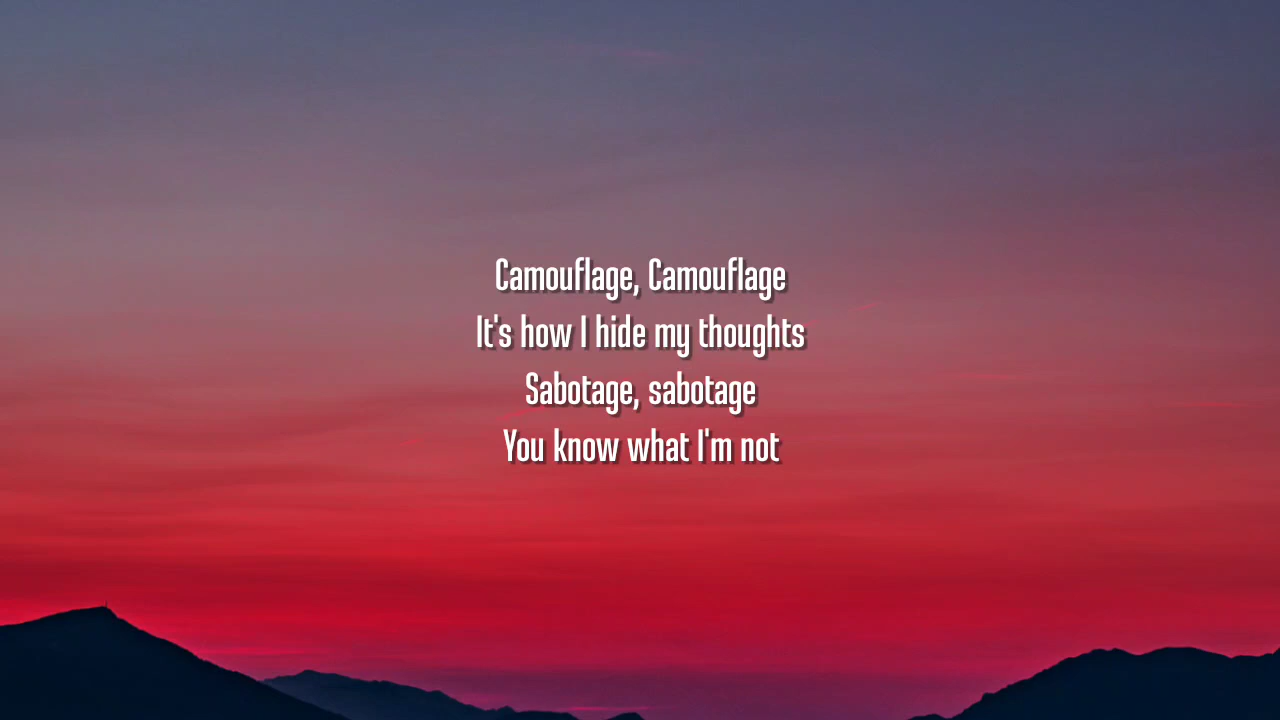 Camouflage, Camouflage
It's how I hide my thoughts
Sabotage, sabotage
You know what I'm not